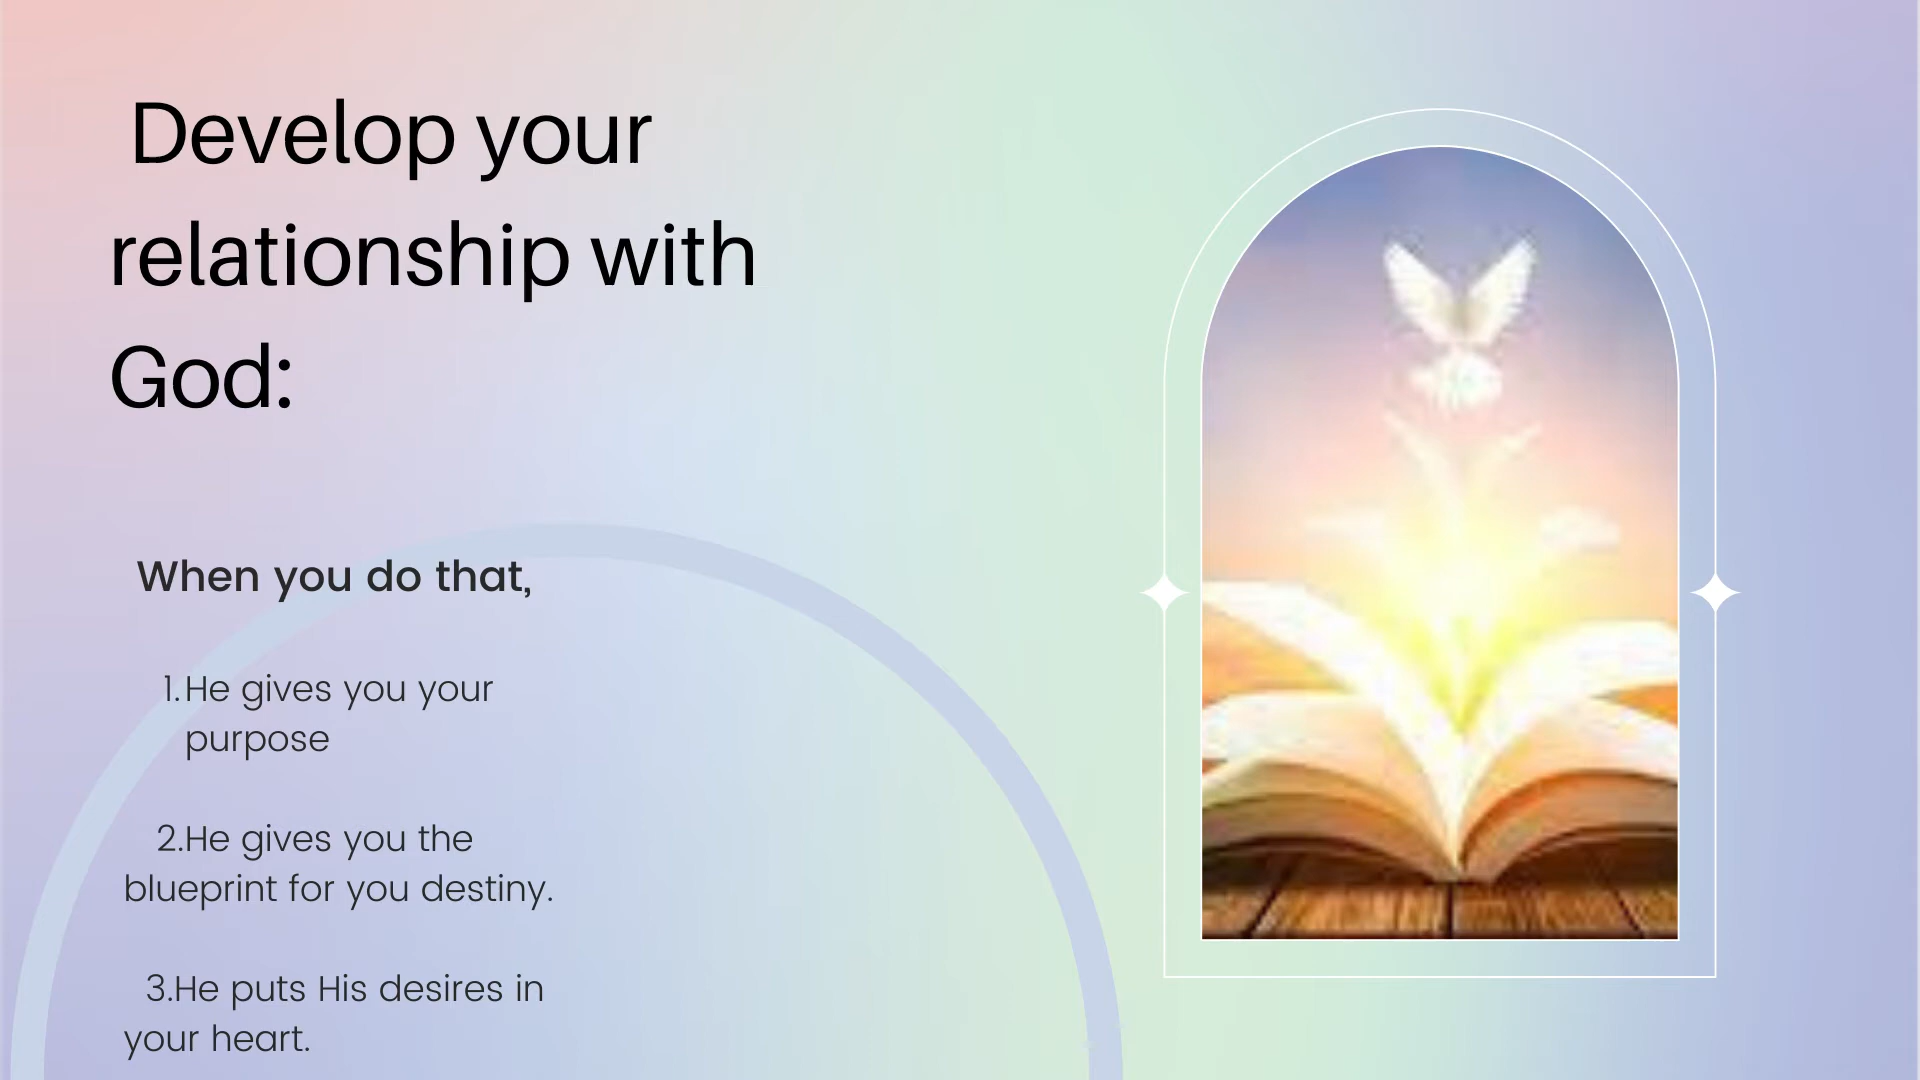 Develop your
relationship with
God:
When you do that,
1. He gives you your
purpose
2.He gives you the
blueprint for you destiny.
3.He puts His desires in
your heart.